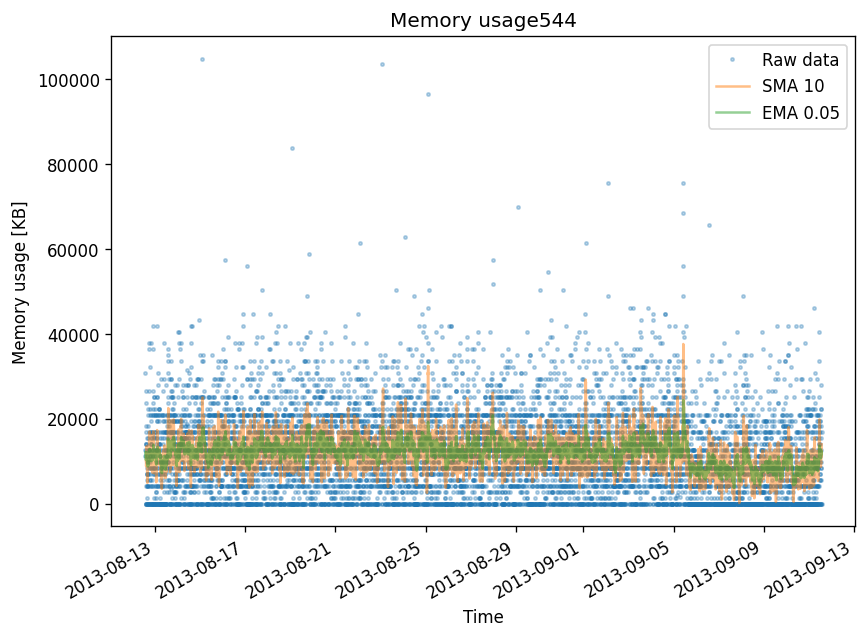 Memory usage544
Memory usage [KB]
100000
80000
60000
40000
20000
0
Raw data
SMA 10
EMA 0.05
2013-08-13
2013-08-17
2013-08-21
2013-08-25
2013-08-29
2013-09-01
2013-09-05
2013-09-09
2013-09-13
Time